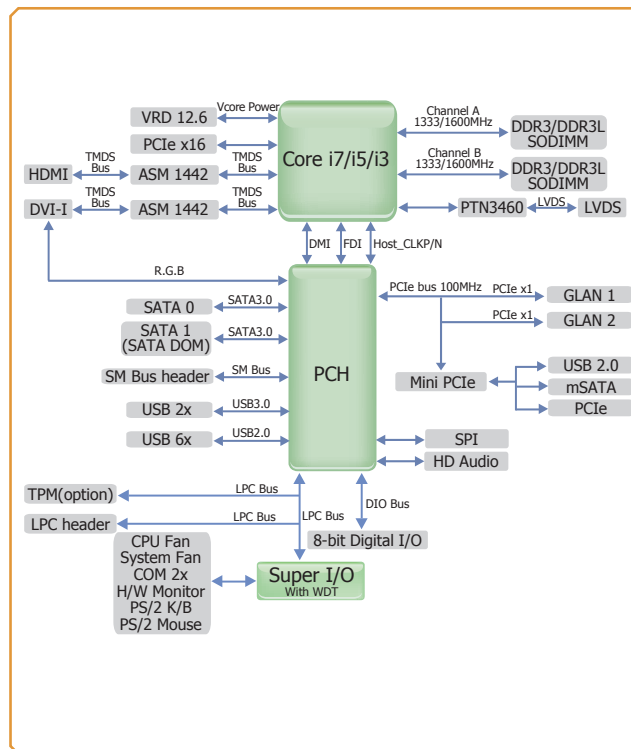 VRD 12.6
Vcore Power
PCIe x16
Core i7/i5/i3
Channel A
1333/1600MHz
DDR3/DDR3L
SODIMM
HDMI
TMDS
Bus
ASM 1442
TMDS
Bus
Channel B
1333/1600MHz
DDR3/DDR3L
SODIMM
DVI-I
TMDS
Bus
ASM 1442
TMDS
Bus
PTN3460
LVDS
LVDS
DMI
FDI
Host_CLKP/N
R.G.B
PCH
PCIe bus 100MHz
PCIe x1
GLAN 1
PCIe x1
GLAN 2
SATA 0
SATA3.0
SATA 1
(SATA DOM)
SATA3.0
SM Bus header
SM Bus
USB 2x
USB3.0
USB 6x
USB2.0
Mini PCIe
USB 2.0
mSATA
PCIe
SPI
HD Audio
TPM(option)
LPC Bus
LPC header
LPC Bus
LPC Bus
DIO Bus
8-bit Digital I/O
CPU Fan
System Fan
COM 2x
H/W Monitor
PS/2 K/B
PS/2 Mouse
Super I/O
With WDT